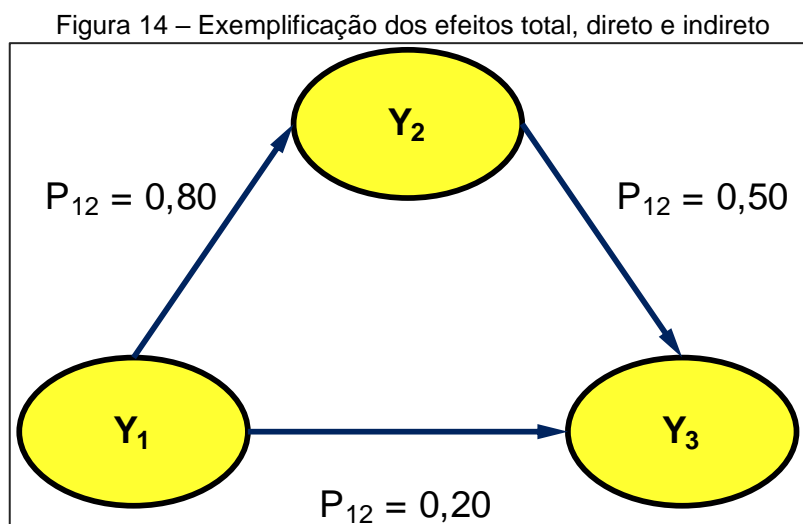 Figura 14 – Exemplificação dos efeitos total, direto e indireto
Y₂
P₁₂ = 0,80
P₁₂ = 0,50
Y₁
Y₃
P₁₂ = 0,20